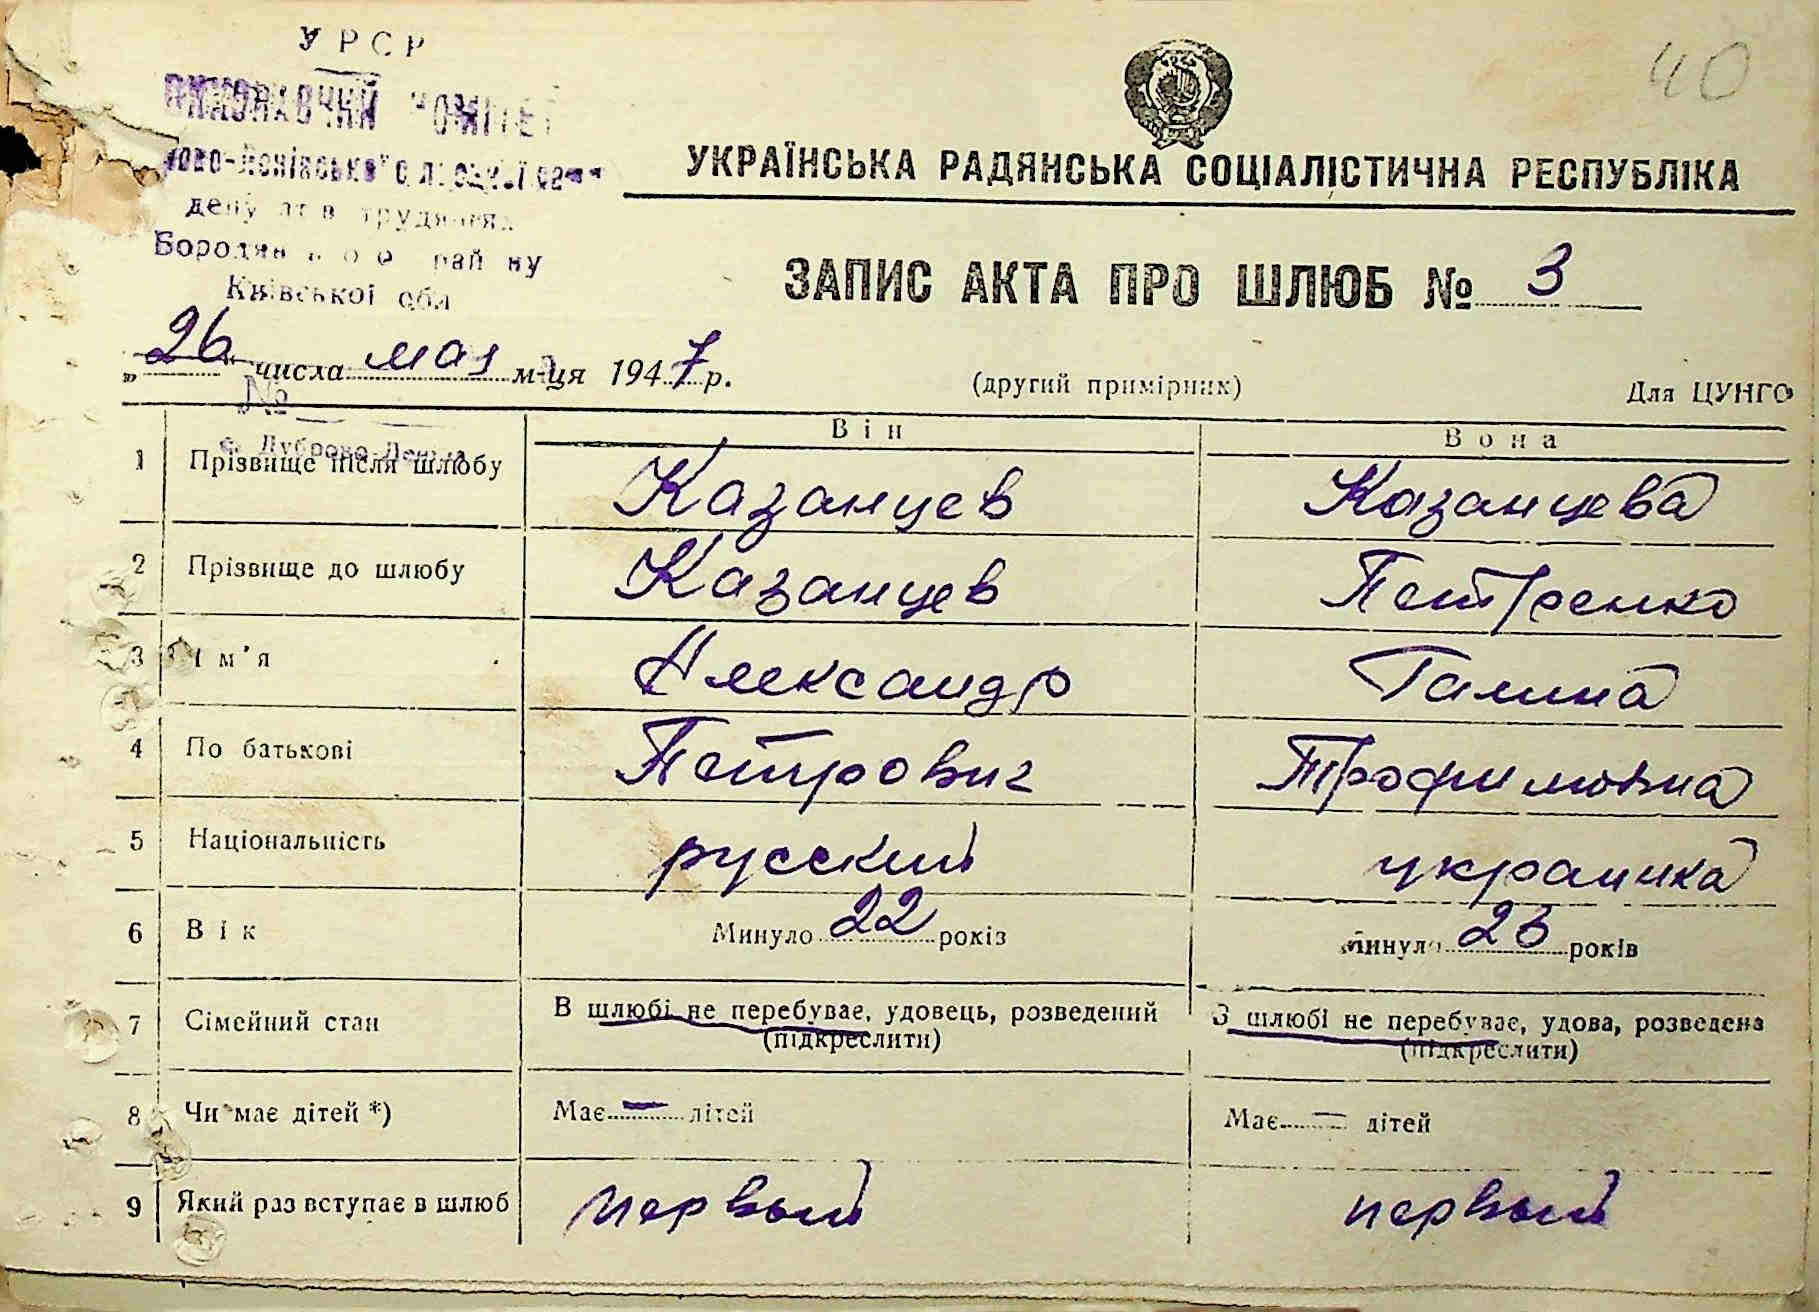 УРСР
40
ВИКОНАВЧИЙ КОМІТЕТ
УКРАЇНСЬКА РАДЯНСЬКА СОЦІАЛІСТИЧНА РЕСПУБЛІКА
Київської обл
ЗАПИС АКТА ПРО ШЛЮБ № 3
„26“ числа мая м-ця 1947 р.
(другий примірник)
Для ЦУНГО
№
Він Вона
1 Прізвище після шлюбу Казанцев Казанцева
2 Прізвище до шлюбу Казанцев Петренко
3 Ім'я Александр Галина
4 По батькові Петрович Трофимовна
5 Національність русский украинка
6 Вік Минуло 22 років Минуло 23 років
7 Сімейний стан В шлюбі не перебуває, удовець, розведений В шлюбі не перебуває, удова, розведена
(підкреслити) (підкреслити)
8 Чи має дітей *) Має — дітей Має — дітей
9 Який раз вступає в шлюб первый первый